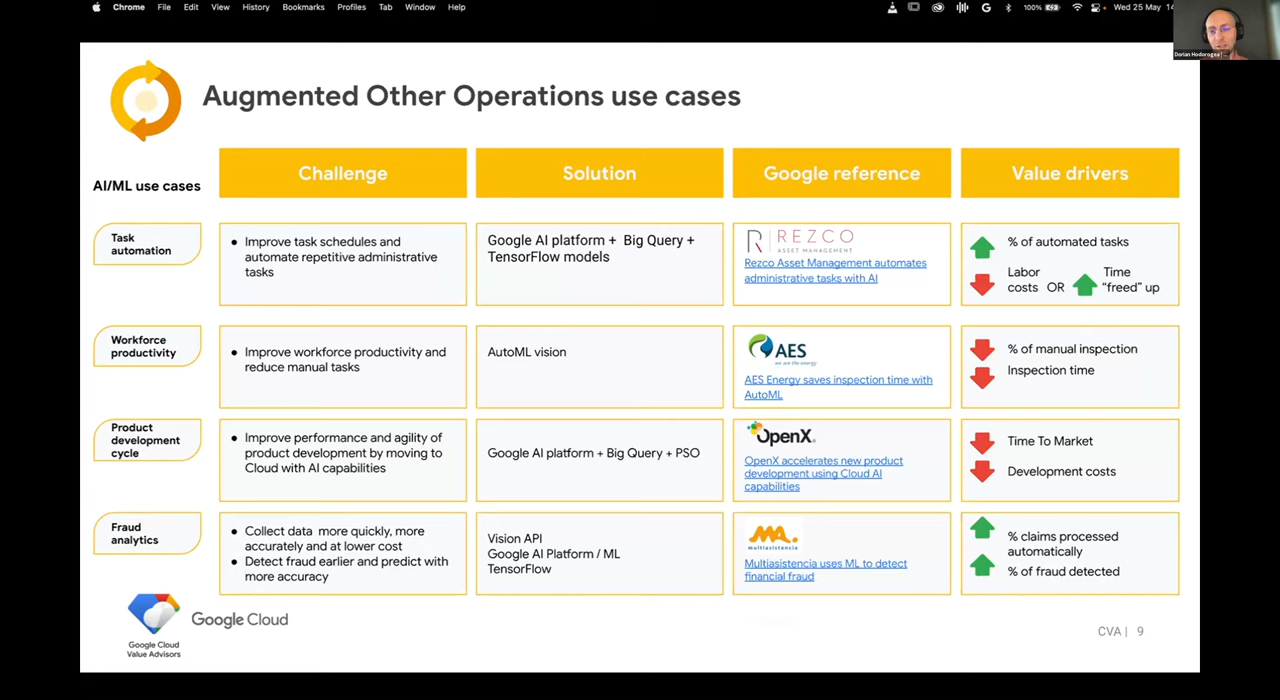 Chrome File Edit View History Bookmarks Profiles Tab Window Help
100% Wed 25 May 14
Dorian Hodorogea
Augmented Other Operations use cases
AI/ML use cases
Challenge
Solution
Google reference
Value drivers
Task
automation
• Improve task schedules and
automate repetitive administrative
tasks
Google AI platform + Big Query +
TensorFlow models
REZCO
ASSET MANAGEMENT
Rezco Asset Management automates
administrative tasks with AI
% of automated tasks
Labor
costs OR
Time
“freed” up
Workforce
productivity
• Improve workforce productivity and
reduce manual tasks
AutoML vision
AES
we are the energy
AES Energy saves inspection time with
AutoML
% of manual inspection
Inspection time
Product
development
cycle
• Improve performance and agility of
product development by moving to
Cloud with AI capabilities
Google AI platform + Big Query + PSO
OpenX
OpenX accelerates new product
development using Cloud AI
capabilities
Time To Market
Development costs
Fraud
analytics
• Collect data more quickly, more
accurately and at lower cost
• Detect fraud earlier and predict with
more accuracy
Vision API
Google AI Platform / ML
TensorFlow
multiasistencia
Multiasistencia uses ML to detect
financial fraud
% claims processed
automatically
% of fraud detected
Google Cloud
Value Advisors
Google Cloud
CVA | 9